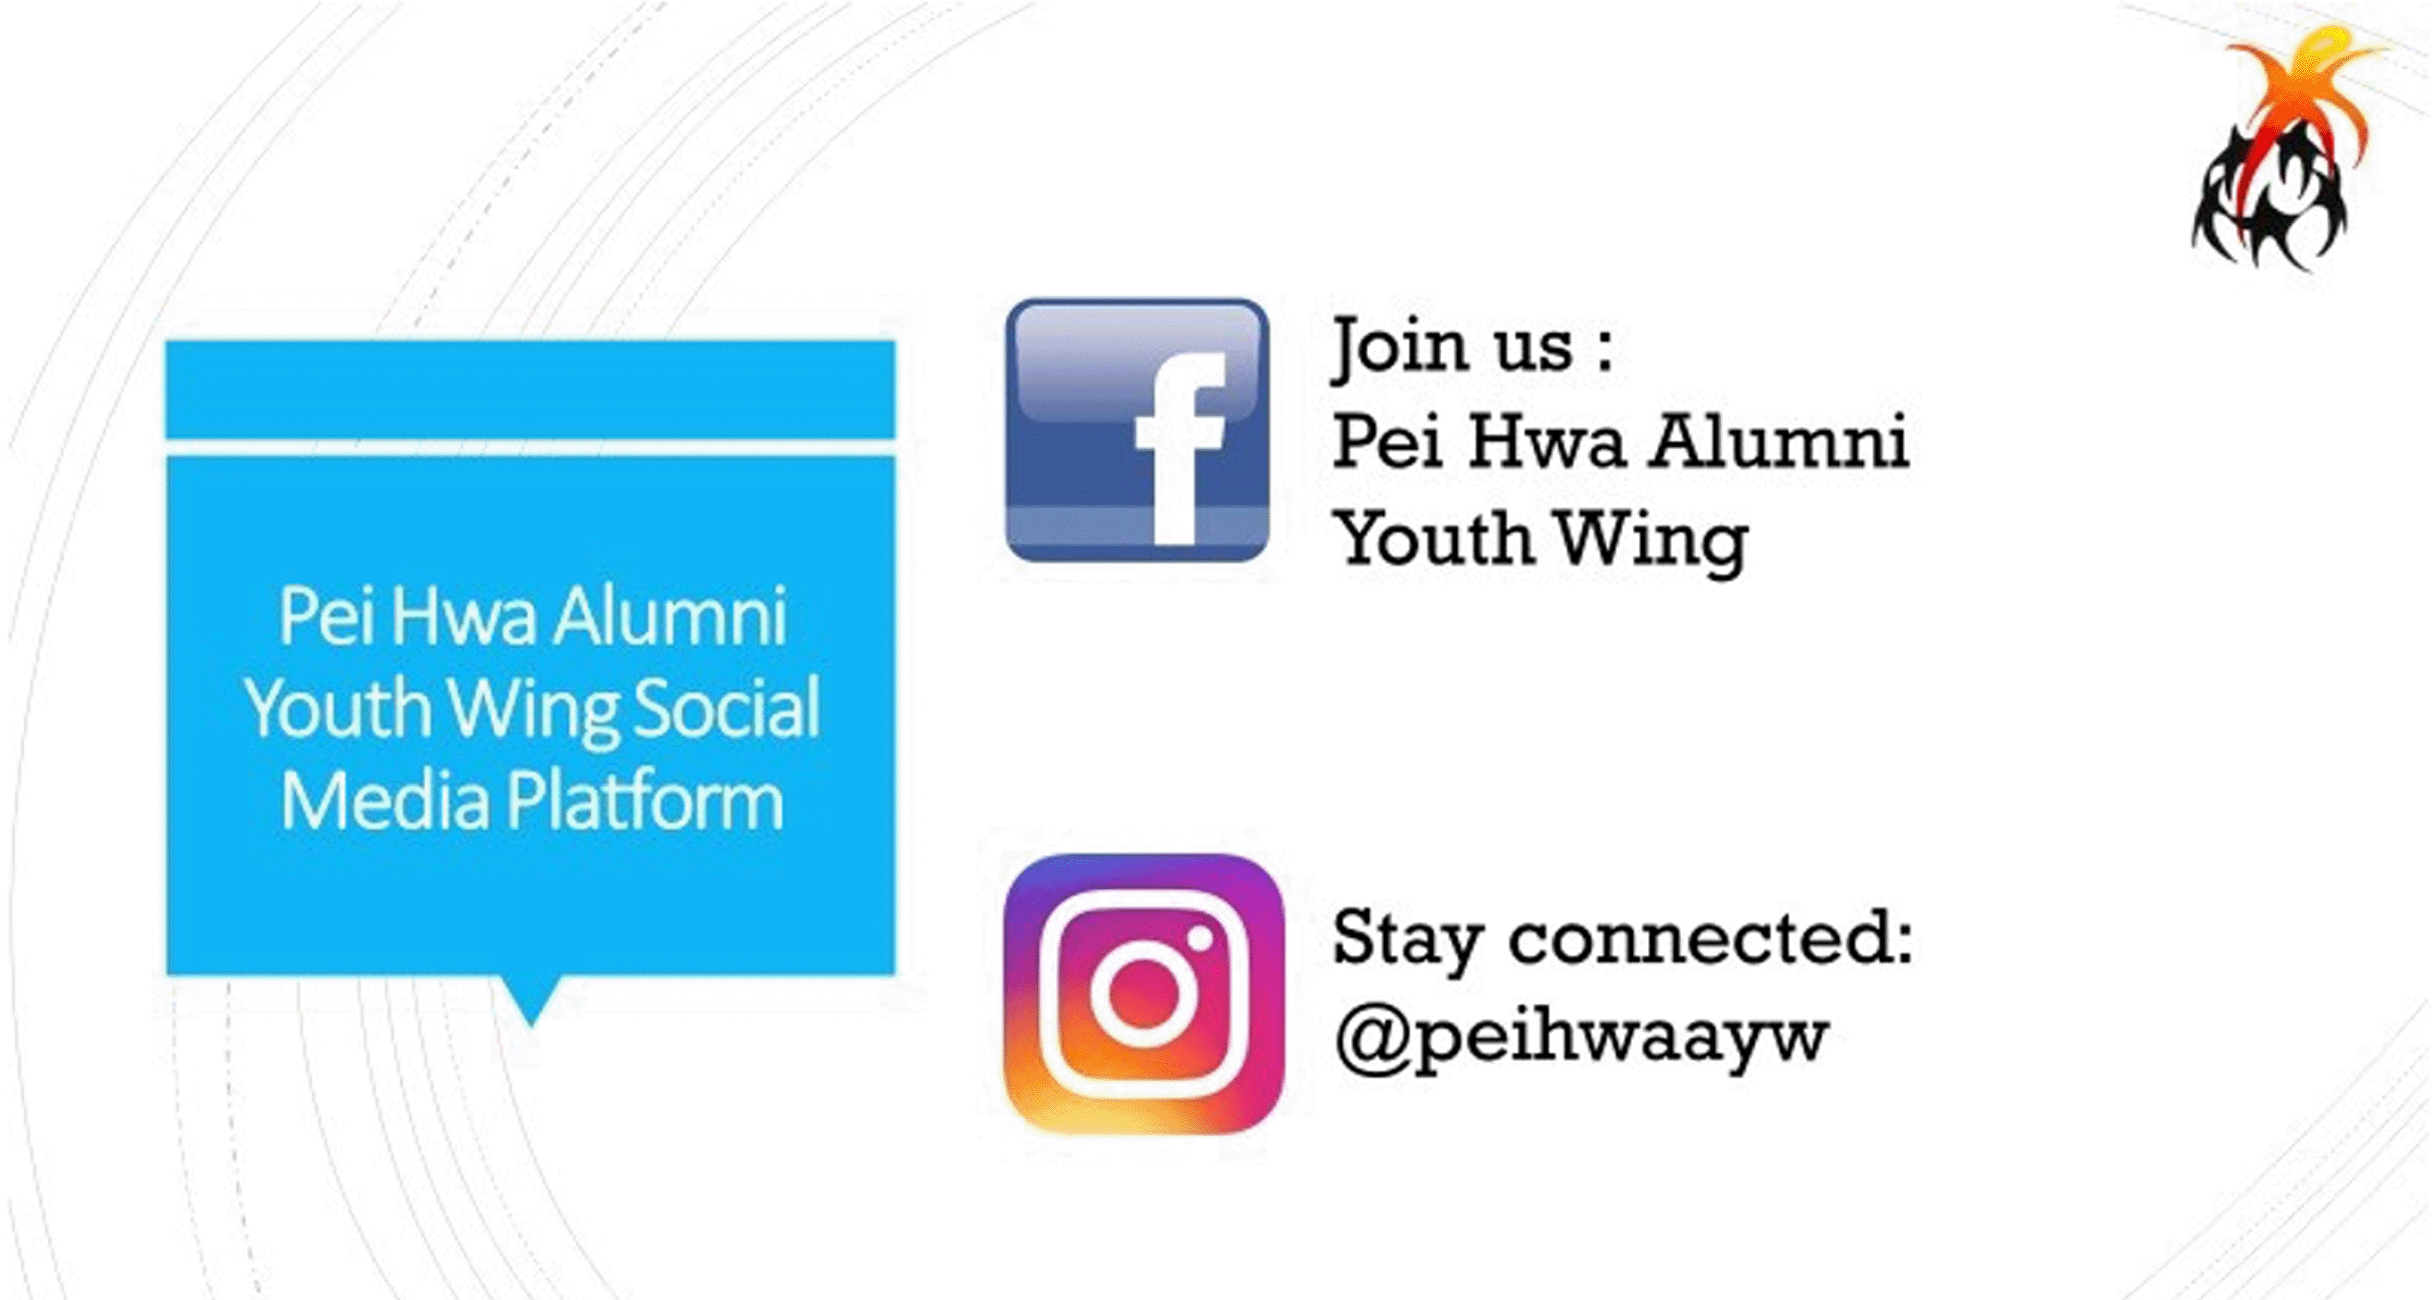 Pei Hwa Alumni
Youth Wing Social
Media Platform
Join us :
Pei Hwa Alumni
Youth Wing
Stay connected:
@peihwaayw